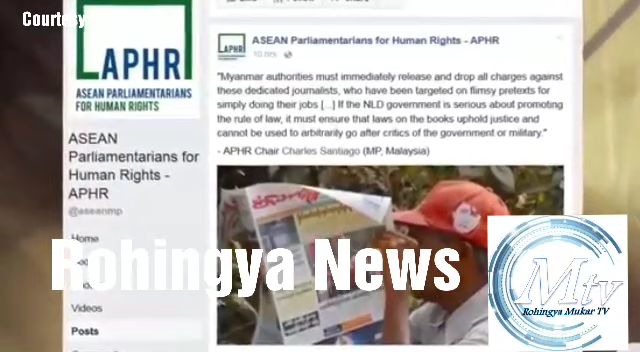 Courtesy
APHR
ASEAN PARLIAMENTARIANS
FOR HUMAN RIGHTS
ASEAN
Parliamentarians for
Human Rights -
APHR
@aseanmp
Home
Videos
Posts
ASEAN Parliamentarians for Human Rights - APHR
10 hrs
"Myanmar authorities must immediately release and drop all charges against
these dedicated journalists, who have been targeted on flimsy pretexts for
simply doing their jobs [...] If the NLD government is serious about promoting
the rule of law, it must ensure that laws on the books uphold justice and
cannot be used to arbitrarily go after critics of the government or military."
- APHR Chair Charles Santiago (MP, Malaysia)
Rohingya News
Mtv
Rohingya Mukar TV